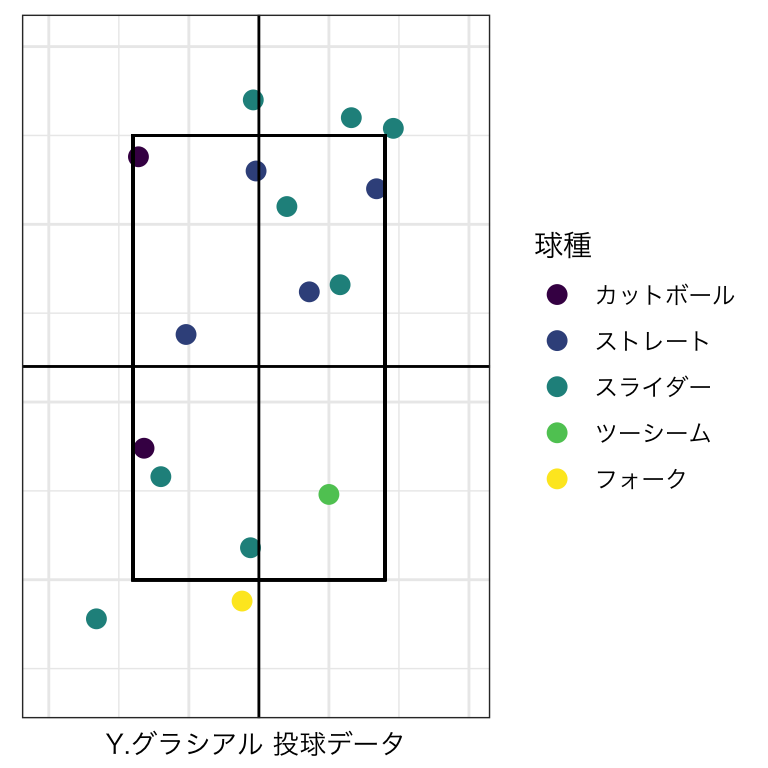 球種
カットボール
ストレート
スライダー
ツーシーム
フォーク
Y.グラシアル 投球データ